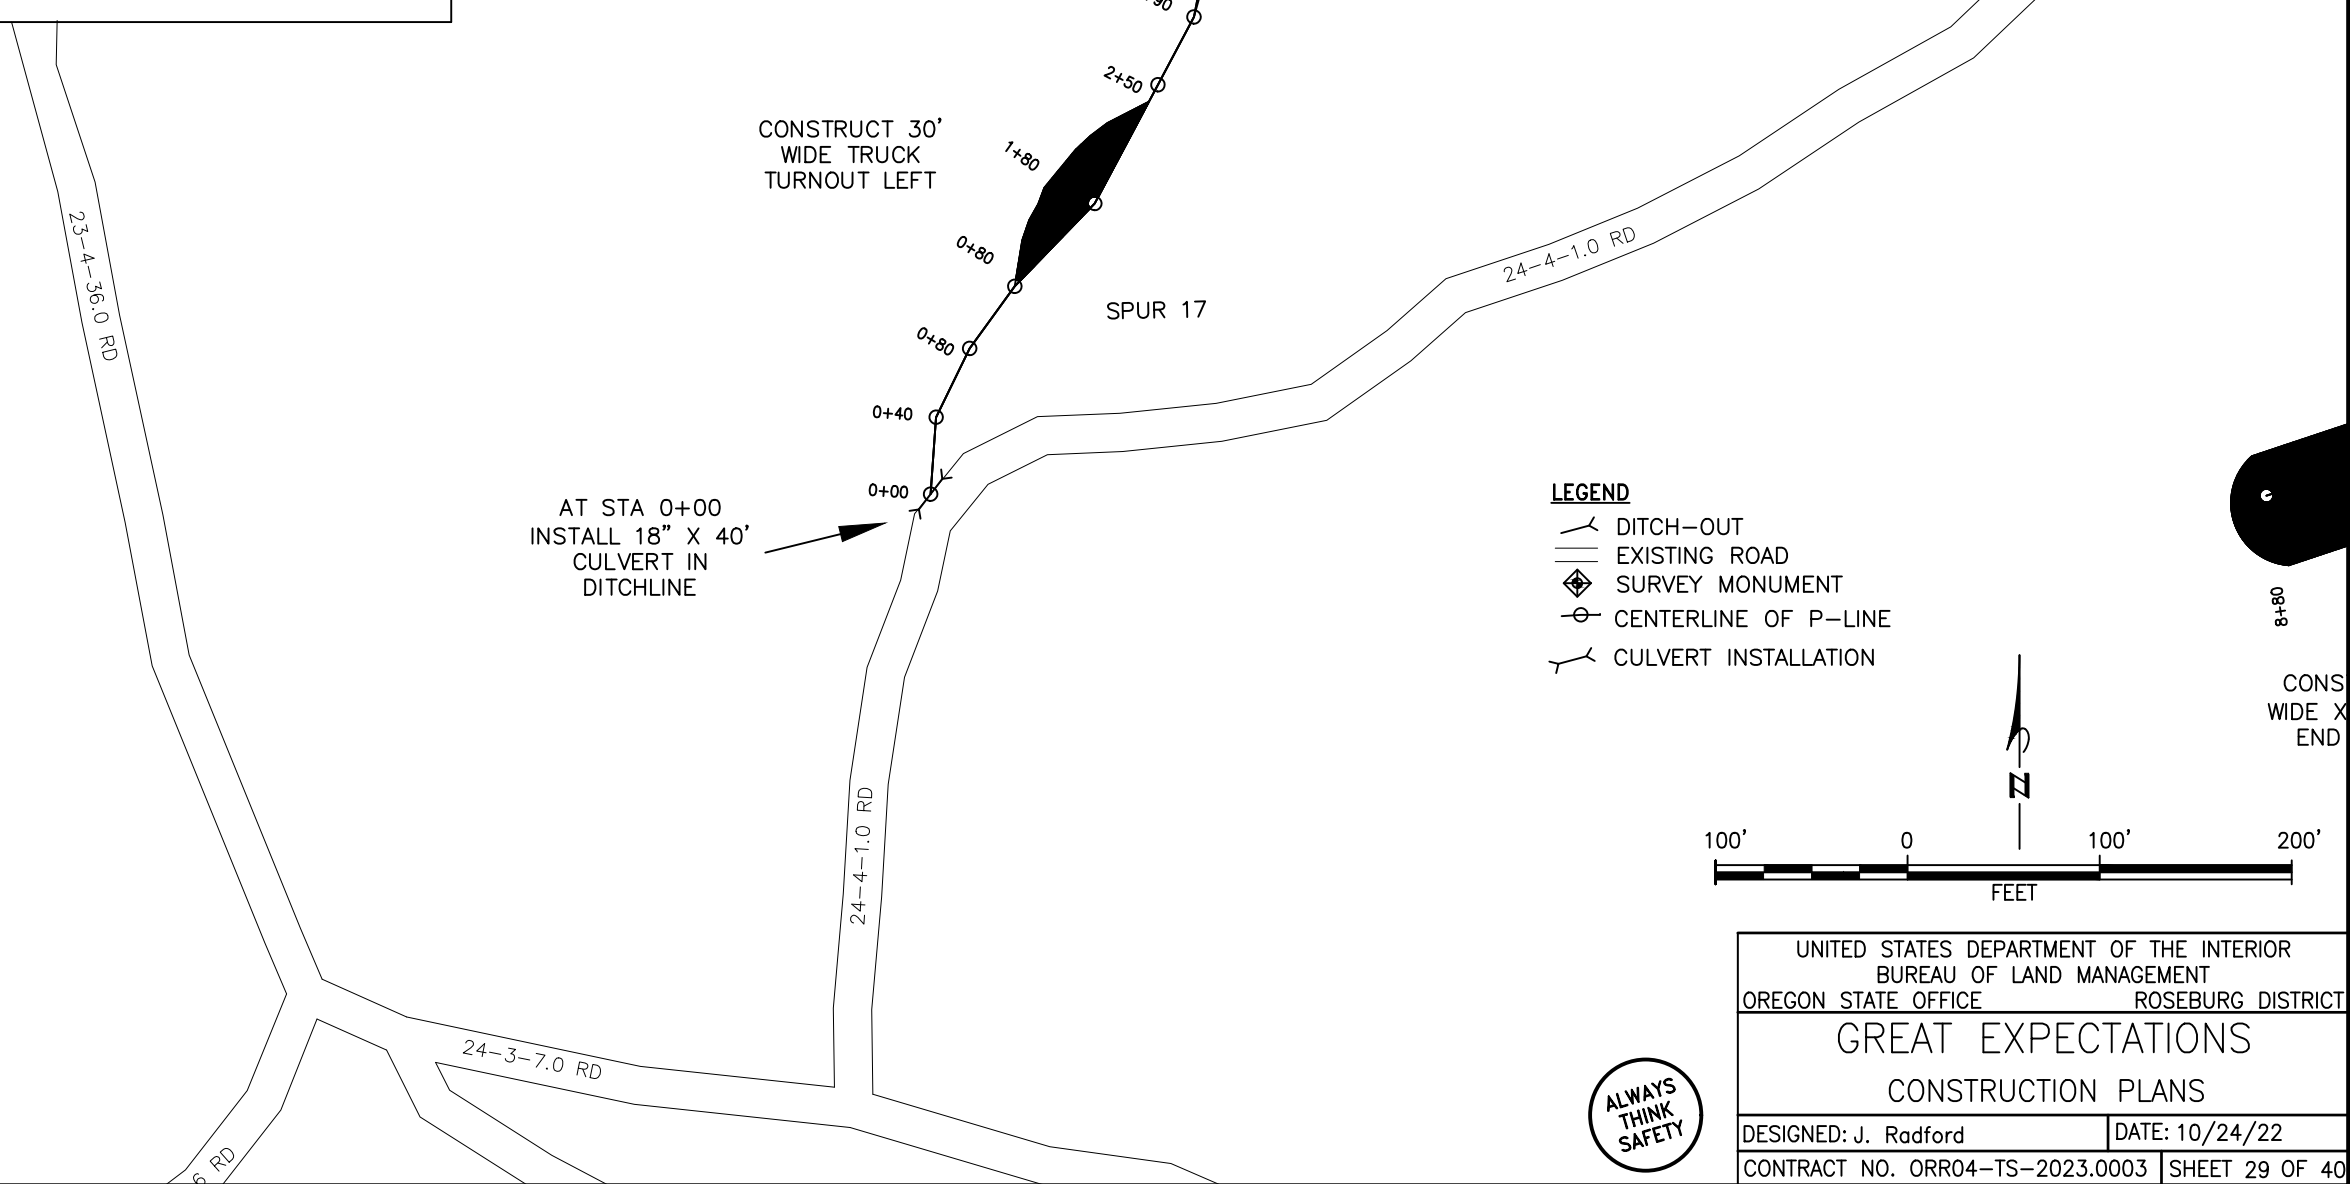 2+50
CONSTRUCT 30'
WIDE TRUCK
TURNOUT LEFT
1+80
0+80
SPUR 17
0+80
0+40
0+00
AT STA 0+00
INSTALL 18" X 40'
CULVERT IN
DITCHLINE
23-4-36.0 RD
24-4-1.0 RD
24-4-1.0 RD
24-3-7.0 RD
6 RD
LEGEND
DITCH-OUT
EXISTING ROAD
SURVEY MONUMENT
CENTERLINE OF P-LINE
CULVERT INSTALLATION
8+80
CONS
WIDE X
END
N
100' 0 100' 200'
FEET
ALWAYS
THINK
SAFETY
UNITED STATES DEPARTMENT OF THE INTERIOR
BUREAU OF LAND MANAGEMENT
OREGON STATE OFFICE ROSEBURG DISTRICT
GREAT EXPECTATIONS
CONSTRUCTION PLANS
DESIGNED: J. Radford DATE: 10/24/22
CONTRACT NO. ORR04-TS-2023.0003 SHEET 29 OF 40